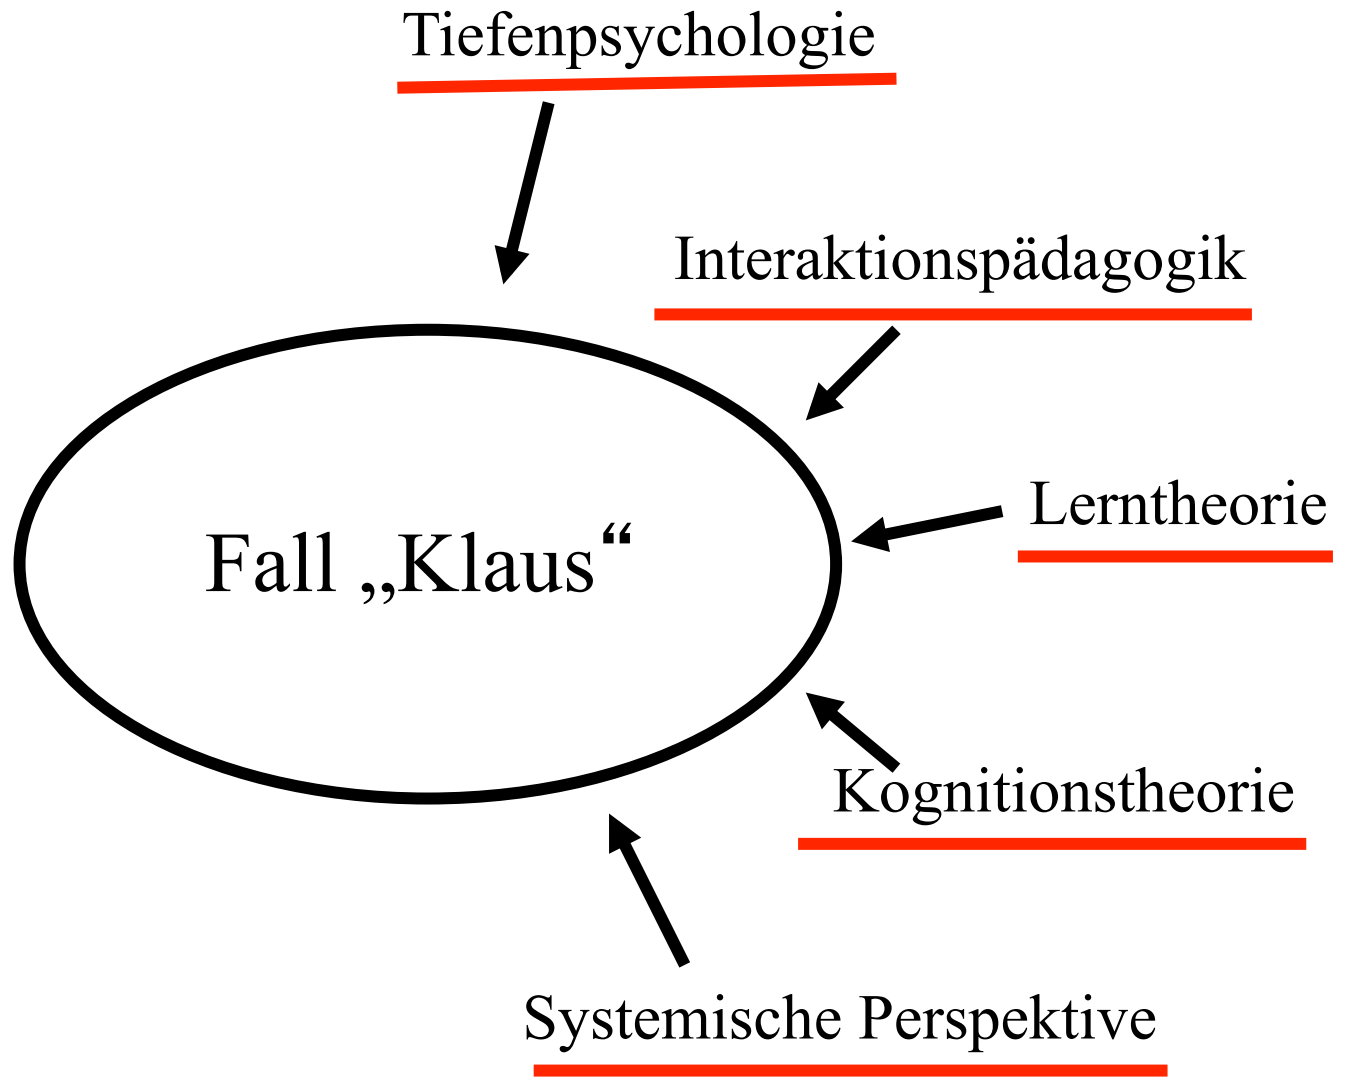 Tiefenpsychologie
Interaktionspädagogik
Lerntheorie
Fall „Klaus“
Kognitionstheorie
Systemische Perspektive